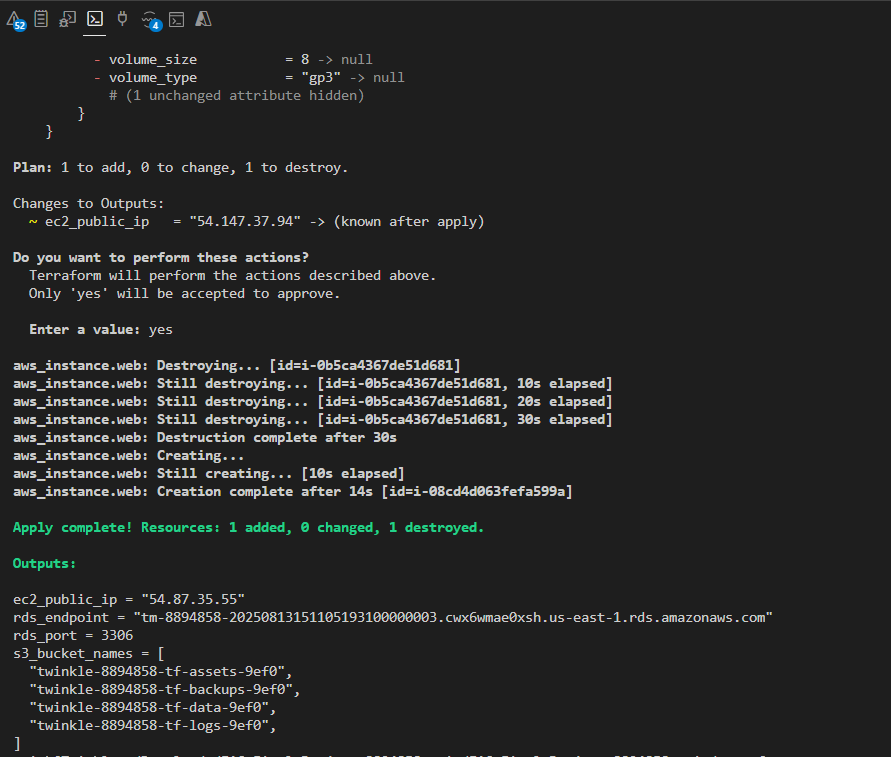 52
4
- volume_size           = 8 -> null
- volume_type           = "gp3" -> null
# (1 unchanged attribute hidden)
}
}
Plan: 1 to add, 0 to change, 1 to destroy.
Changes to Outputs:
~ ec2_public_ip   = "54.147.37.94" -> (known after apply)
Do you want to perform these actions?
Terraform will perform the actions described above.
Only 'yes' will be accepted to approve.
Enter a value: yes
aws_instance.web: Destroying... [id=i-0b5ca4367de51d681]
aws_instance.web: Still destroying... [id=i-0b5ca4367de51d681, 10s elapsed]
aws_instance.web: Still destroying... [id=i-0b5ca4367de51d681, 20s elapsed]
aws_instance.web: Still destroying... [id=i-0b5ca4367de51d681, 30s elapsed]
aws_instance.web: Destruction complete after 30s
aws_instance.web: Creating...
aws_instance.web: Still creating... [10s elapsed]
aws_instance.web: Creation complete after 14s [id=i-08cd4d063fefa599a]
Apply complete! Resources: 1 added, 0 changed, 1 destroyed.
Outputs:
ec2_public_ip = "54.87.35.55"
rds_endpoint = "tm-8894858-20250813151105193100000003.cwx6wmae0xsh.us-east-1.rds.amazonaws.com"
rds_port = 3306
s3_bucket_names = [
"twinkle-8894858-tf-assets-9ef0",
"twinkle-8894858-tf-backups-9ef0",
"twinkle-8894858-tf-data-9ef0",
"twinkle-8894858-tf-logs-9ef0",
]